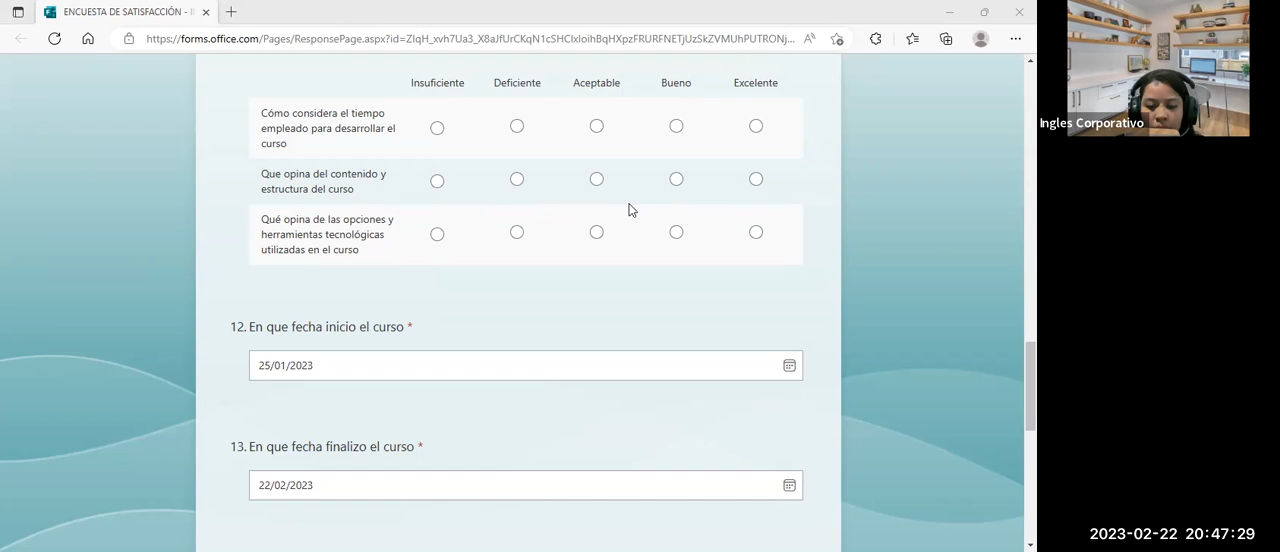 ENCUESTA DE SATISFACCIÓN - I
https://forms.office.com/Pages/ResponsePage.aspx?id=
Insuficiente Deficiente Aceptable Bueno Excelente
Cómo considera el tiempo
empleado para desarrollar el
curso
Que opina del contenido y
estructura del curso
Qué opina de las opciones y
herramientas tecnológicas
utilizadas en el curso
12. En que fecha inicio el curso *
25/01/2023
13. En que fecha finalizo el curso *
22/02/2023
Ingles Corporativo
2023-02-22 20:47:29